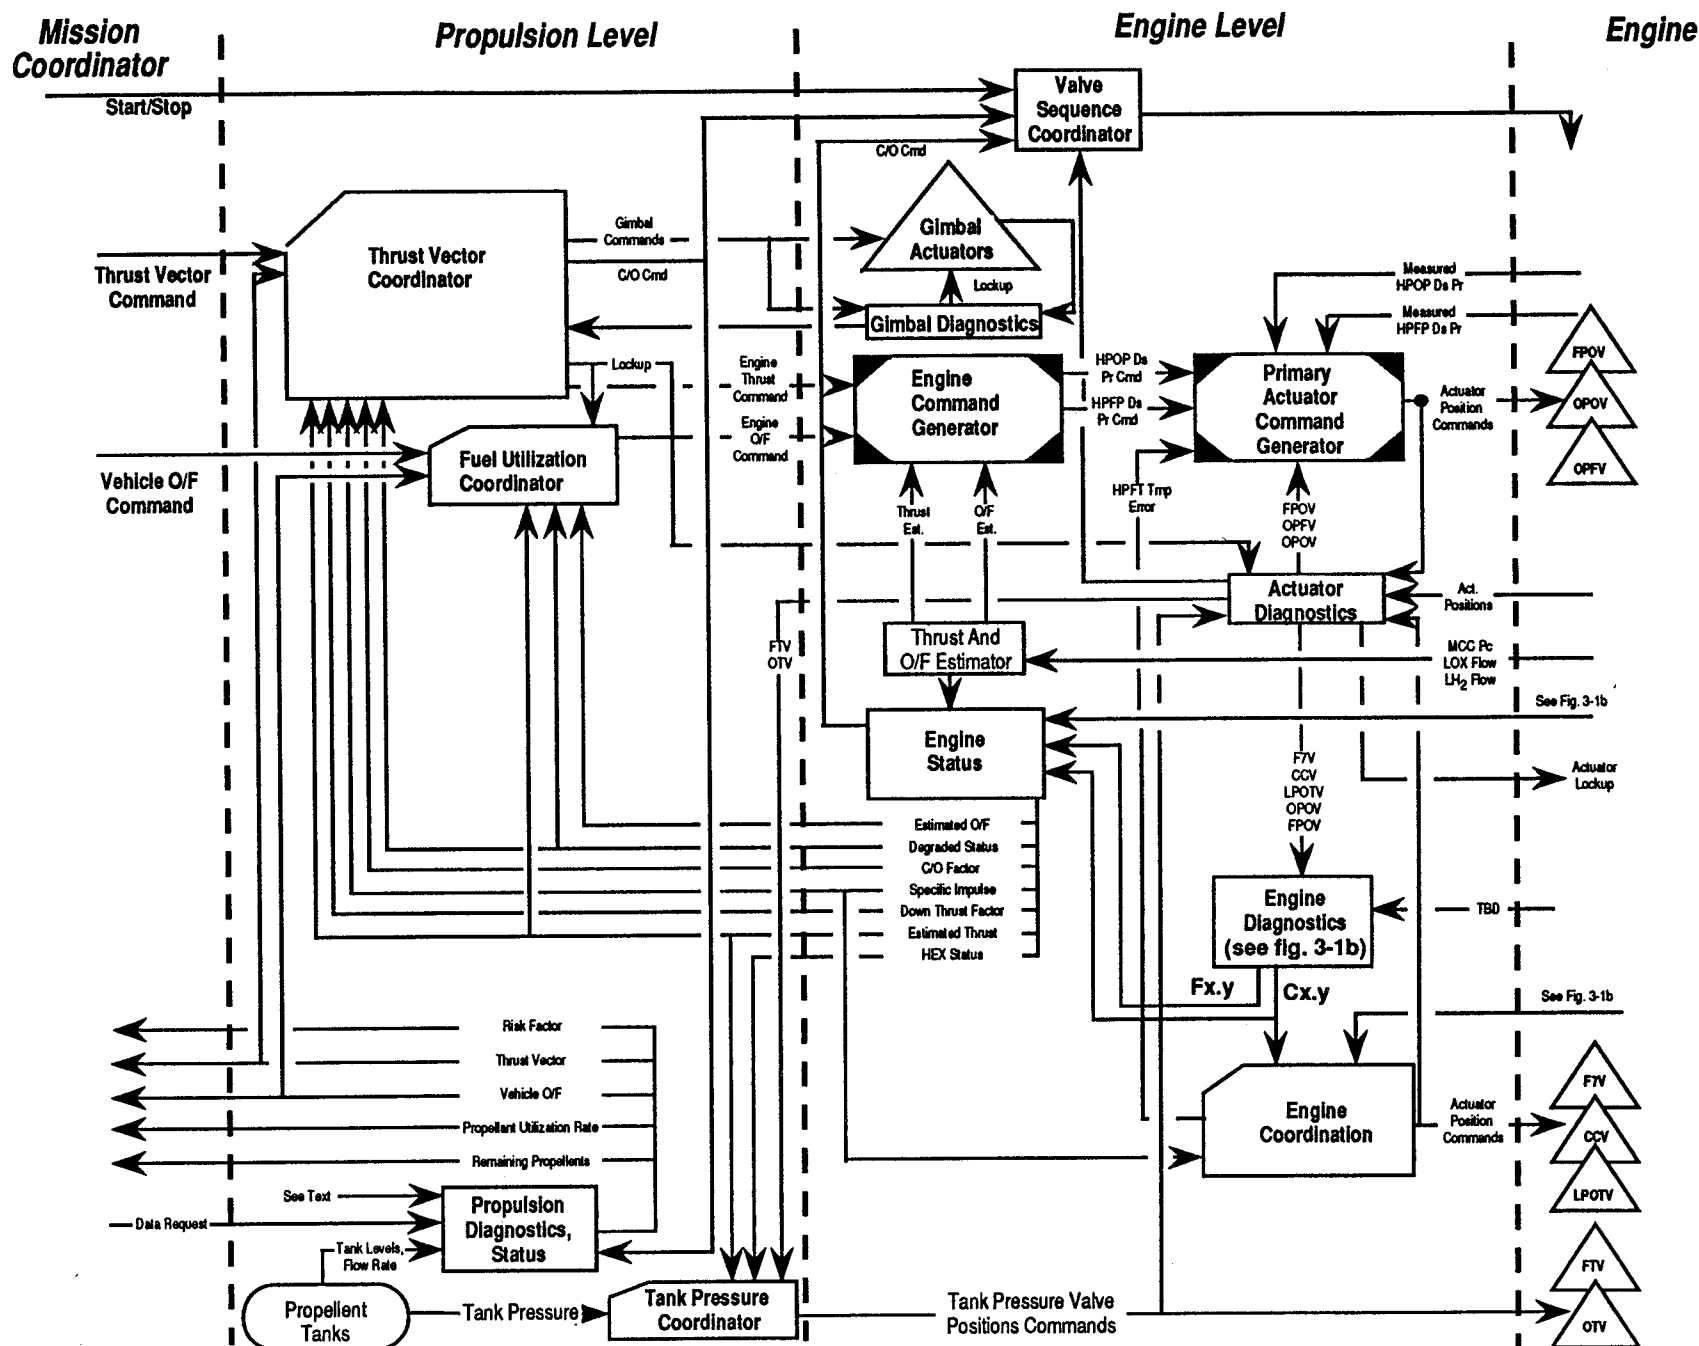 Mission
Coordinator
Propulsion Level
Engine Level
Engine
Start/Stop
Valve
Sequence
Coordinator
C/O Cmd
Thrust Vector
Coordinator
Gimbal
Commands
C/O Cmd
Gimbal
Actuators
Lockup
Gimbal Diagnostics
Thrust Vector
Command
Measured
HPOP Ds Pr
Measured
HPFP Ds Pr
Lockup
Engine
Thrust
Command
Engine
O/F
Command
Engine
Command
Generator
HPOP Ds
Pr Cmd
HPFP Ds
Pr Cmd
Primary
Actuator
Command
Generator
Actuator
Position
Commands
FPOV
OPOV
OPFV
Vehicle O/F
Command
Fuel Utilization
Coordinator
HPFT Tmp
Error
Thrust
Est.
O/F
Est.
FPOV
OPFV
OPOV
Actuator
Diagnostics
Act.
Positions
FTV
OTV
Thrust And
O/F Estimator
MCC Pc
LOX Flow
LH2 Flow
See Fig. 3-1b
Engine
Status
F7V
CCV
LPOTV
OPOV
FPOV
Actuator
Lockup
Estimated O/F
Degraded Status
C/O Factor
Specific Impulse
Down Thrust Factor
Estimated Thrust
HEX Status
Engine
Diagnostics
(see fig. 3-1b)
TBD
Fx.y
Cx.y
See Fig. 3-1b
Risk Factor
Thrust Vector
Vehicle O/F
Propellant Utilization Rate
Remaining Propellents
Engine
Coordination
Actuator
Position
Commands
F7V
CCV
LPOTV
See Text
Data Request
Propulsion
Diagnostics,
Status
Tank Levels,
Flow Rate
Propellent
Tanks
Tank Pressure
Tank Pressure
Coordinator
Tank Pressure Valve
Positions Commands
FTV
OTV